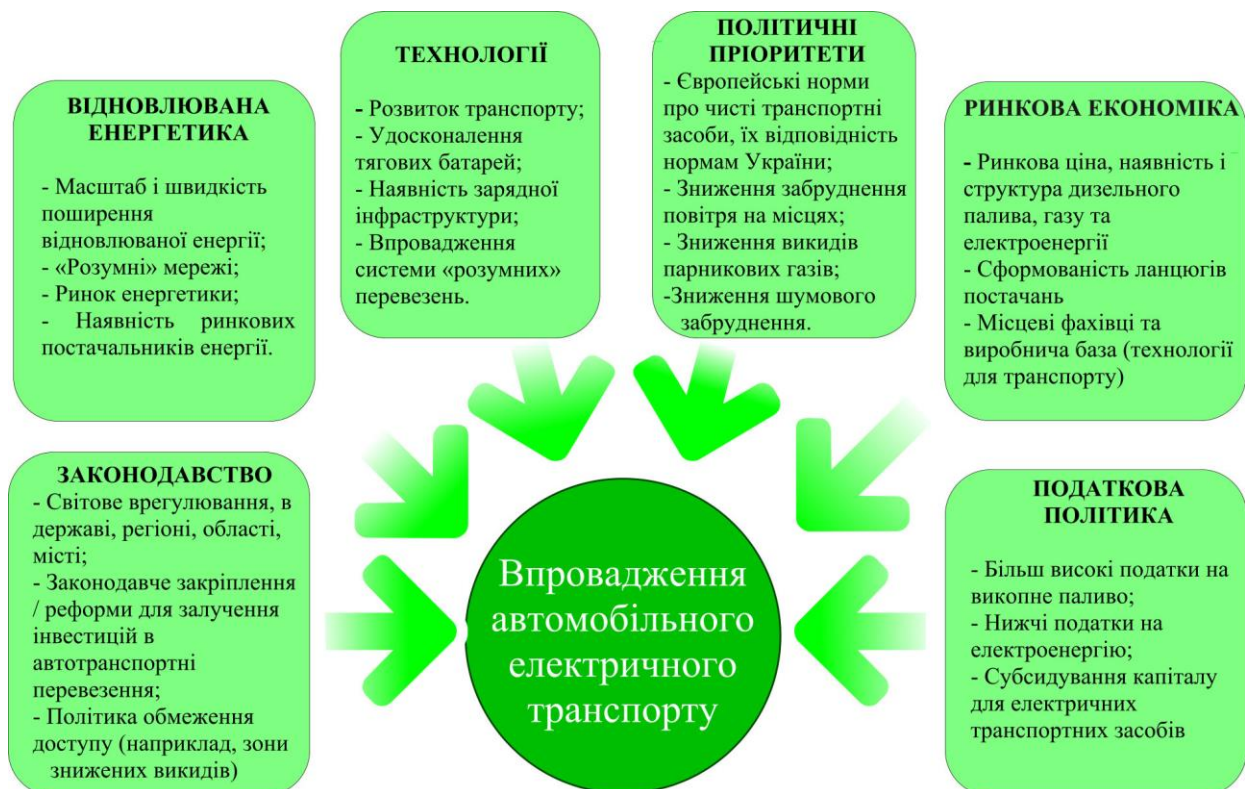 ВІДНОВЛЮВАНА
ЕНЕРГЕТИКА
- Масштаб і швидкість
поширення
відновлюваної енергії;
- «Розумні» мережі;
- Ринок енергетики;
- Наявність ринкових
постачальників енергії.
ТЕХНОЛОГІЇ
- Розвиток транспорту;
- Удосконалення
тягових батарей;
- Наявність зарядної
інфраструктури;
- Впровадження
системи «розумних»
перевезень.
ПОЛІТИЧНІ
ПРІОРИТЕТИ
- Європейські норми
про чисті транспортні
засоби, їх відповідність
нормам України;
- Зниження забруднення
повітря на місцях;
- Зниження викидів
парникових газів;
-Зниження шумового
забруднення.
РИНКОВА ЕКОНОМІКА
- Ринкова ціна, наявність і
структура дизельного
палива, газу та
електроенергії
- Сформованість ланцюгів
постачань
- Місцеві фахівці та
виробнича база (технології
для транспорту)
ЗАКОНОДАВСТВО
- Світове врегулювання, в
державі, регіоні, області,
місті;
- Законодавче закріплення
/ реформи для залучення
інвестицій в
автотранспортні
перевезення;
- Політика обмеження
доступу (наприклад, зони
знижених викидів)
Впровадження
автомобільного
електричного
транспорту
ПОДАТКОВА
ПОЛІТИКА
- Більш високі податки на
викопне паливо;
- Нижчі податки на
електроенергію;
- Субсидування капіталу
для електричних
транспортних засобів